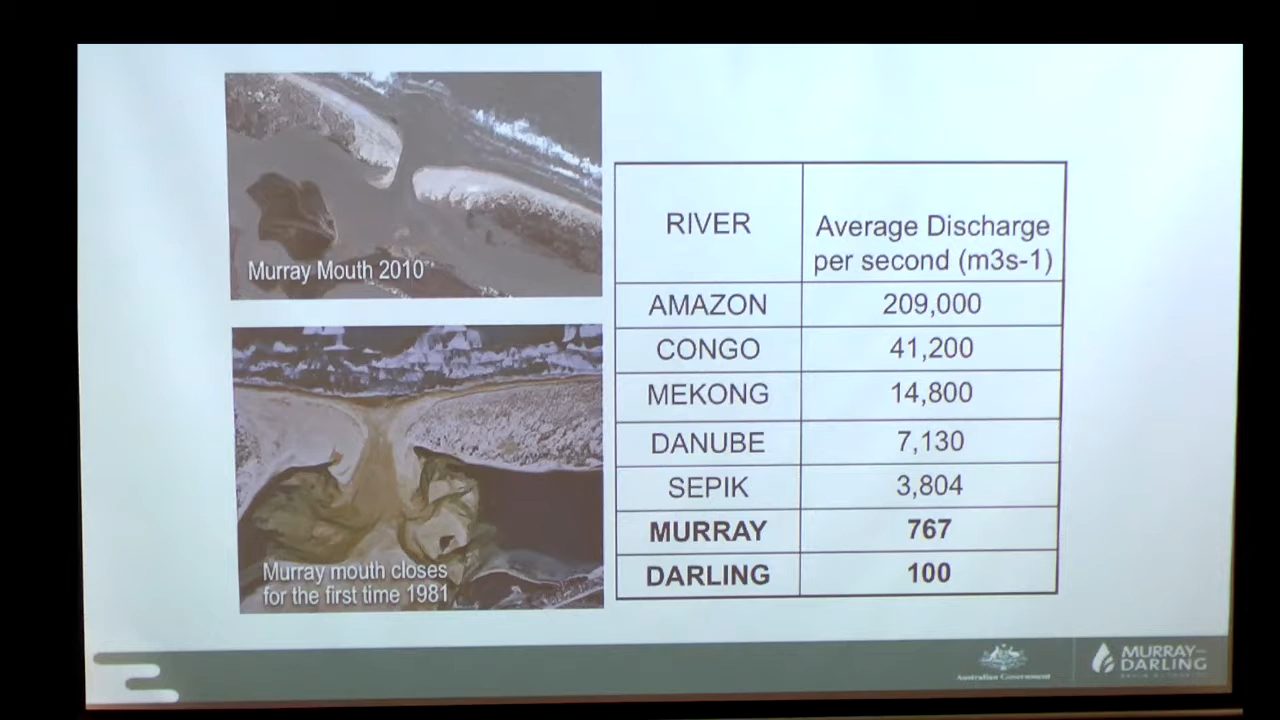 Murray Mouth 2010
Murray mouth closes
for the first time 1981
RIVER
Average Discharge
per second (m3s-1)
AMAZON
209,000
CONGO
41,200
MEKONG
14,800
DANUBE
7,130
SEPIK
3,804
MURRAY
767
DARLING
100
Australian Government
MURRAY–
DARLING